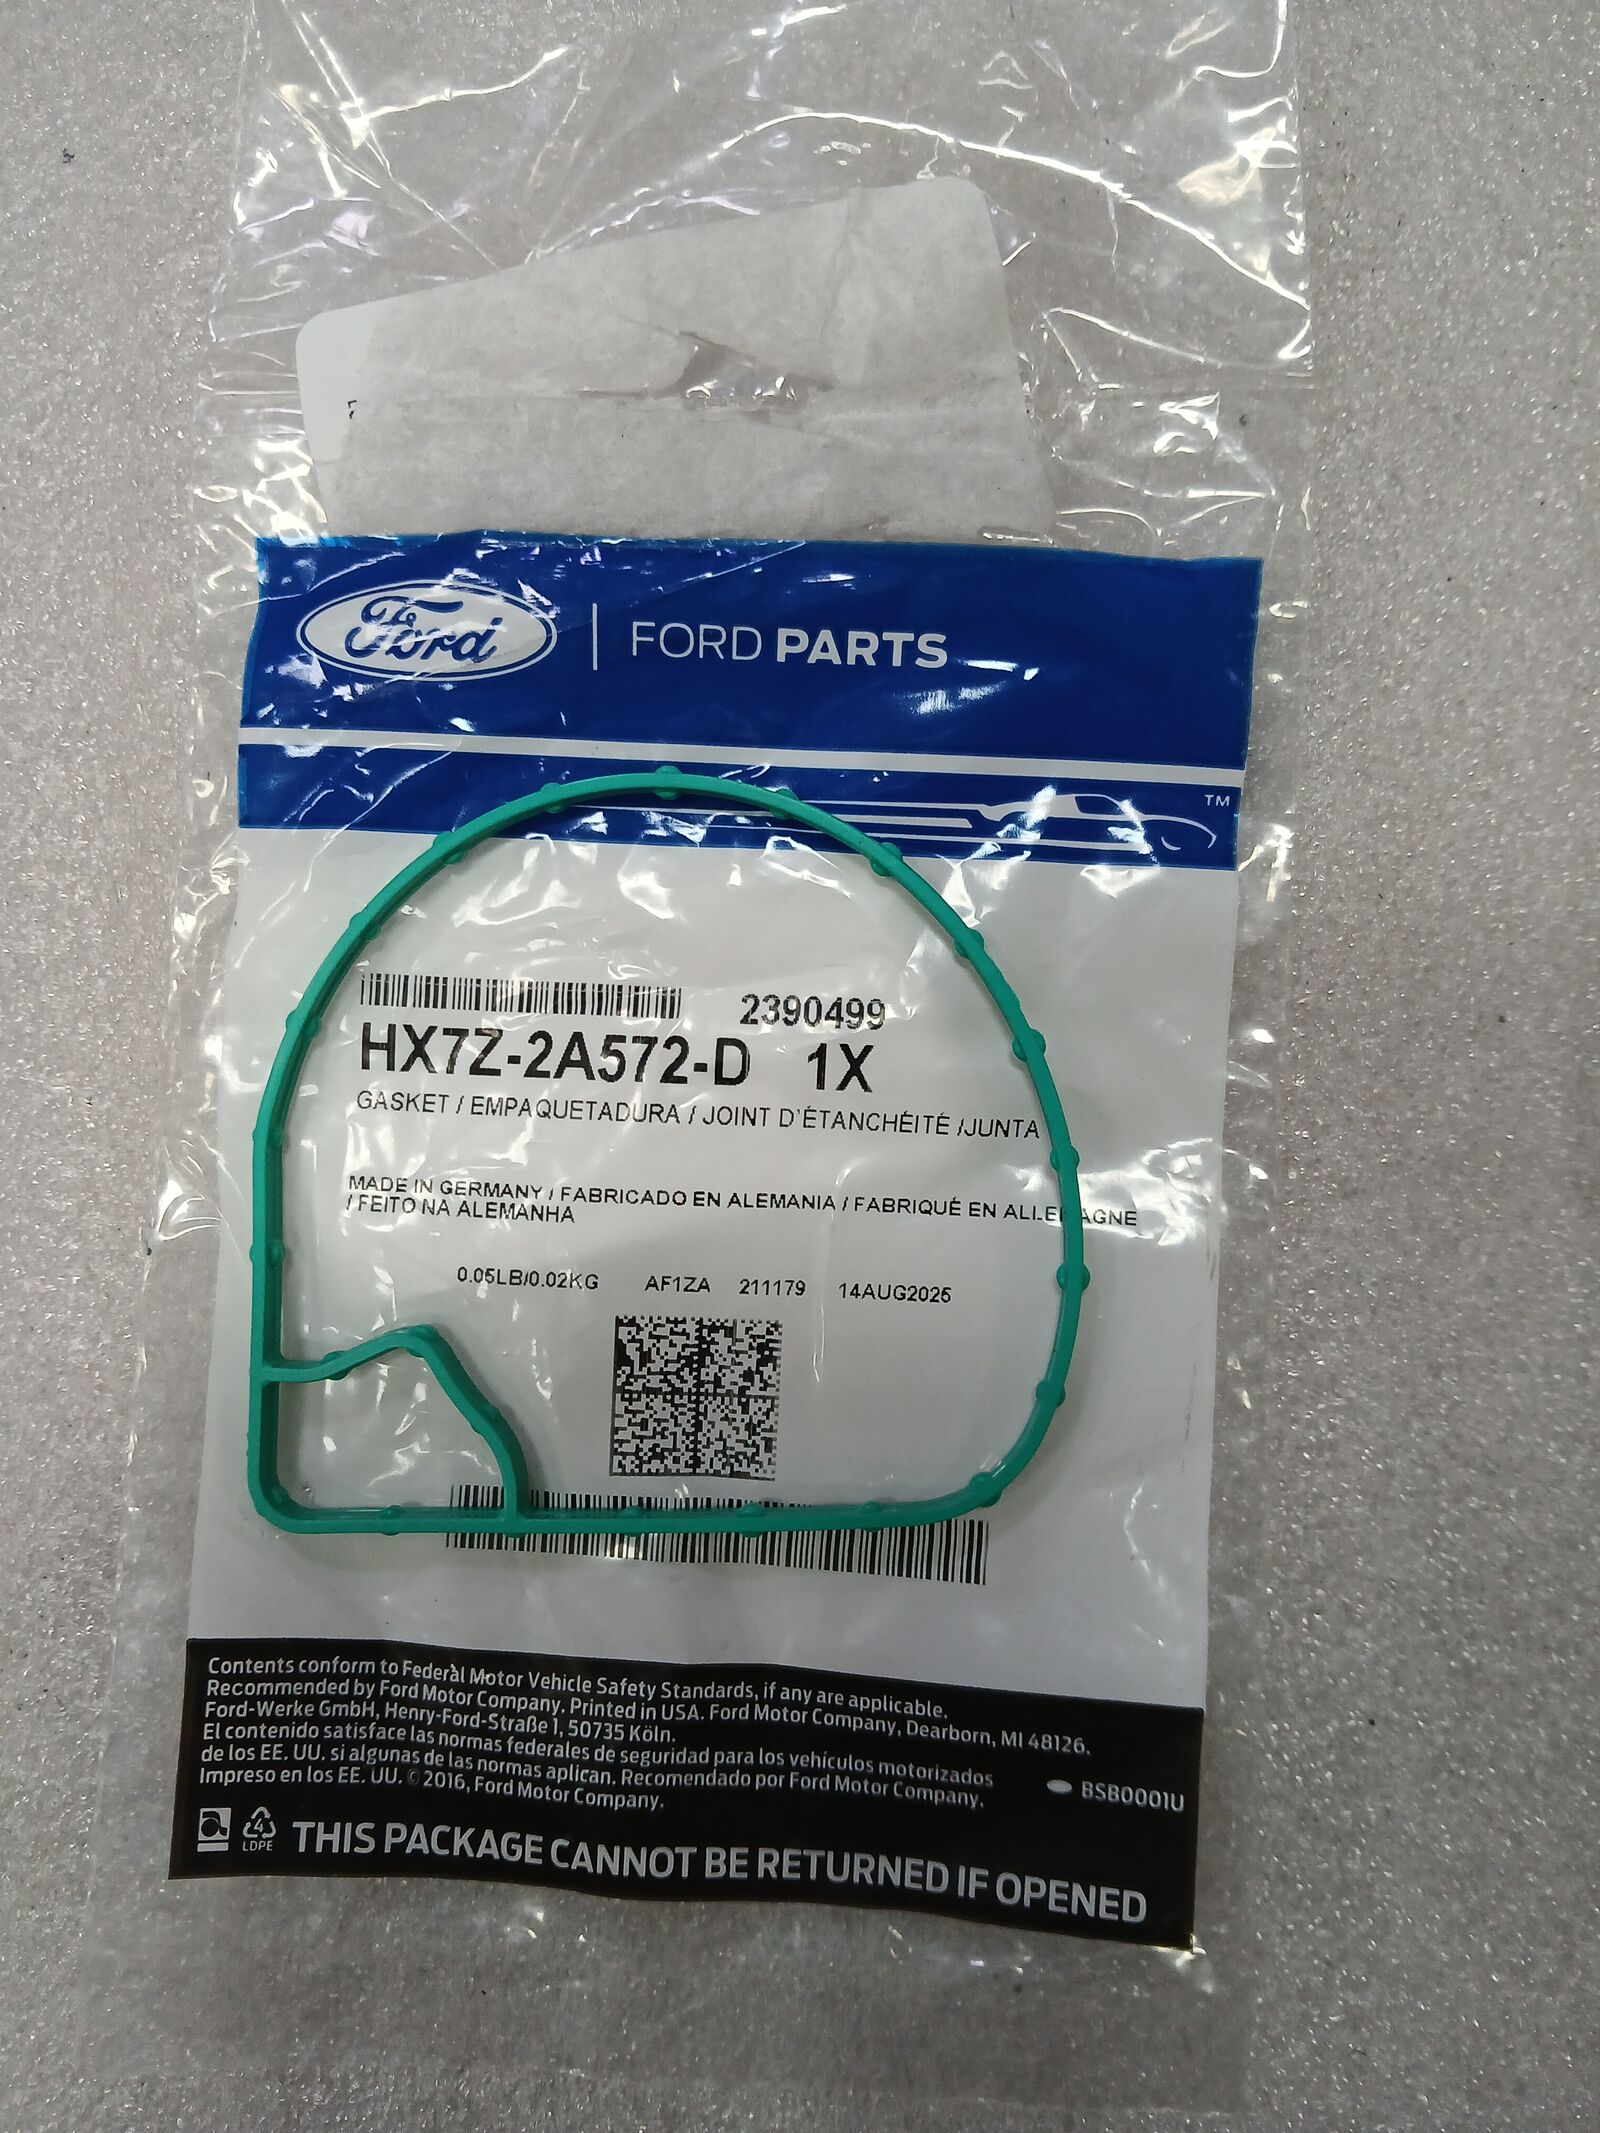 Ford
FORD PARTS
TM
2390499
HX7Z-2A572-D 1X
GASKET / EMPAQUETADURA / JOINT D'ÉTANCHÉITÉ /JUNTA
MADE IN GERMANY / FABRICADO EN ALEMANIA / FABRIQUÉ EN ALLEMAGNE
/ FEITO NA ALEMANHA
0.05LB/0.02KG AF1ZA 211179 14AUG2025
Contents conform to Federal Motor Vehicle Safety Standards, if any are applicable.
Recommended by Ford Motor Company. Printed in USA. Ford Motor Company, Dearborn, MI 48126.
Ford-Werke GmbH, Henry-Ford-Straße 1, 50735 Köln.
El contenido satisface las normas federales de seguridad para los vehículos motorizados
de los EE. UU. si algunas de las normas aplican. Recomendado por Ford Motor Company.
Impreso en los EE. UU. © 2016, Ford Motor Company.
BSB0001U
4
LDPE
THIS PACKAGE CANNOT BE RETURNED IF OPENED